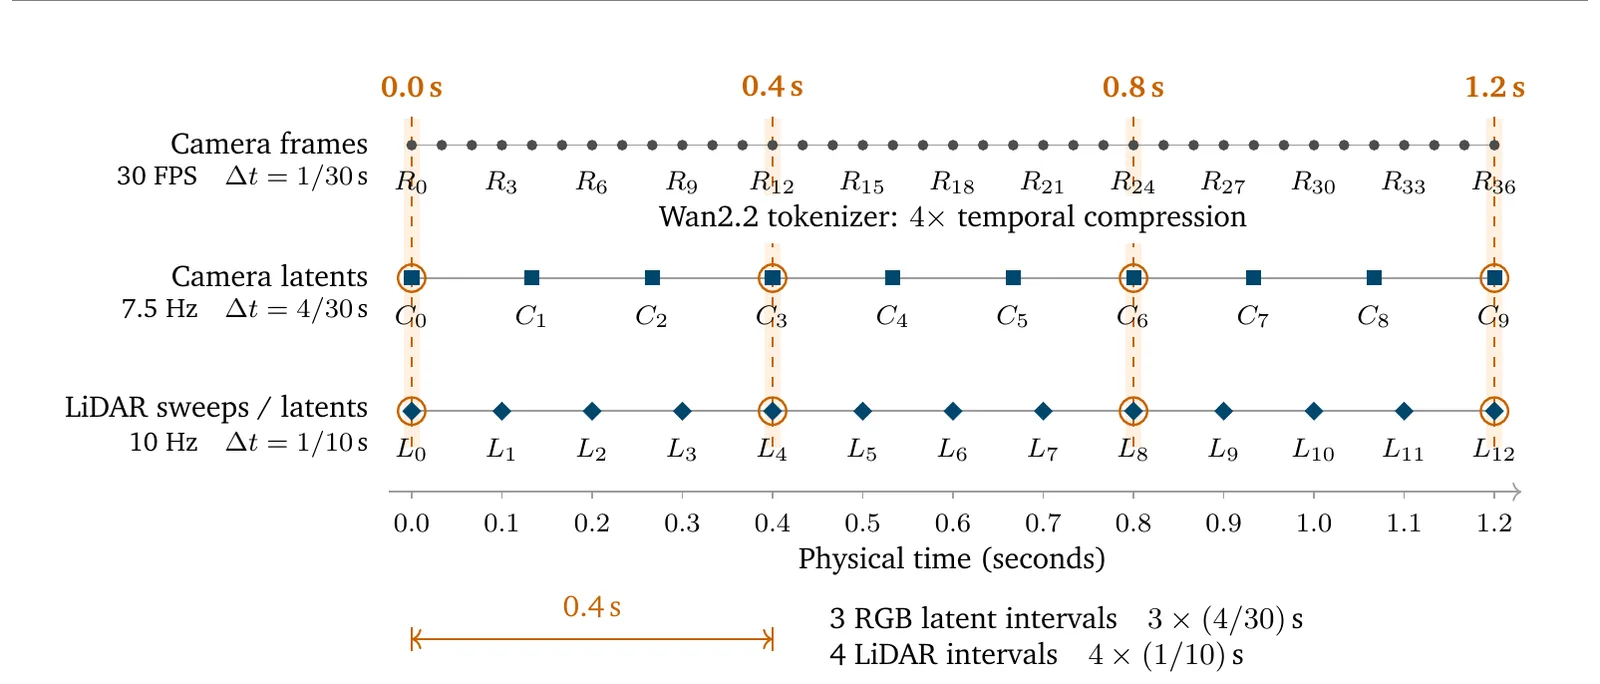 0.0 s 0.4 s 0.8 s 1.2 s
Camera frames
30 FPS Δt = 1/30 s
R₀ R₃ R₆ R₉ R₁₂ R₁₅ R₁₈ R₂₁ R₂₄ R₂₇ R₃₀ R₃₃ R₃₆
Wan2.2 tokenizer: 4× temporal compression
Camera latents
7.5 Hz Δt = 4/30 s
C₀ C₁ C₂ C₃ C₄ C₅ C₆ C₇ C₈ C₉
LiDAR sweeps / latents
10 Hz Δt = 1/10 s
L₀ L₁ L₂ L₃ L₄ L₅ L₆ L₇ L₈ L₉ L₁₀ L₁₁ L₁₂
0.0 0.1 0.2 0.3 0.4 0.5 0.6 0.7 0.8 0.9 1.0 1.1 1.2
Physical time (seconds)
0.4 s
3 RGB latent intervals 3 × (4/30) s
4 LiDAR intervals 4 × (1/10) s